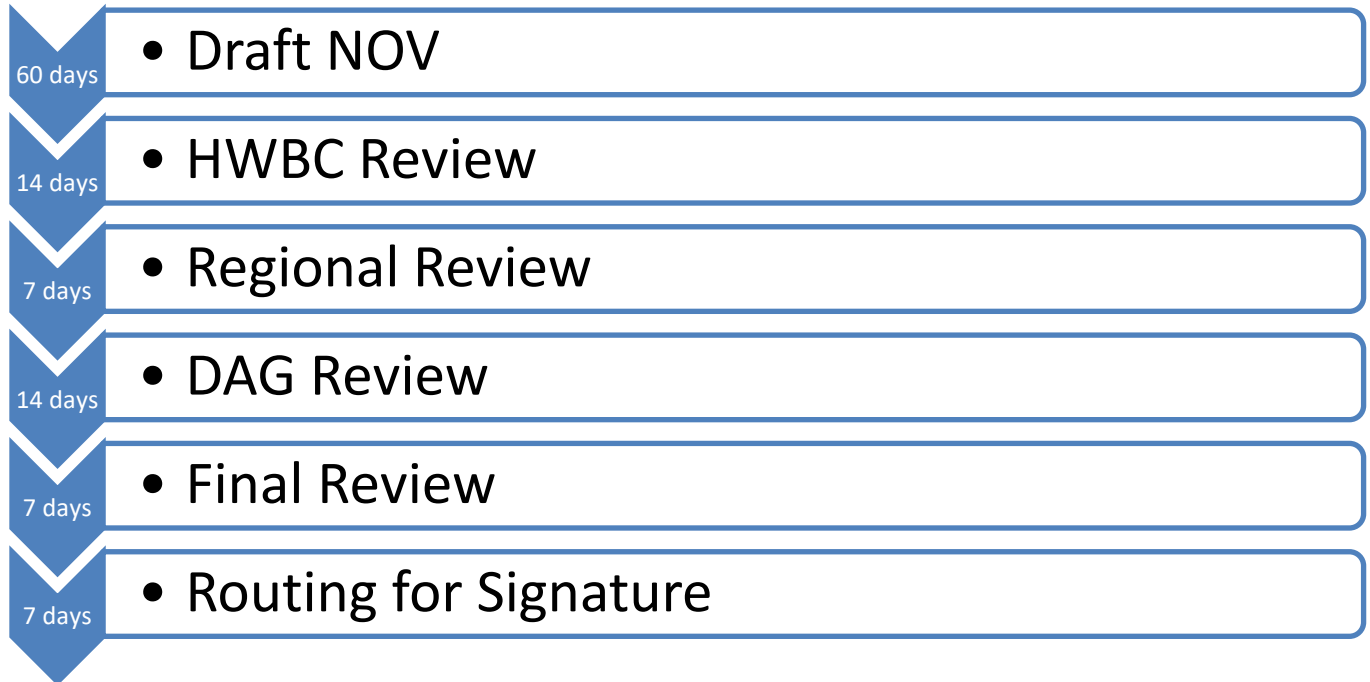 60 days
• Draft NOV
14 days
• HWBC Review
7 days
• Regional Review
14 days
• DAG Review
7 days
• Final Review
7 days
• Routing for Signature